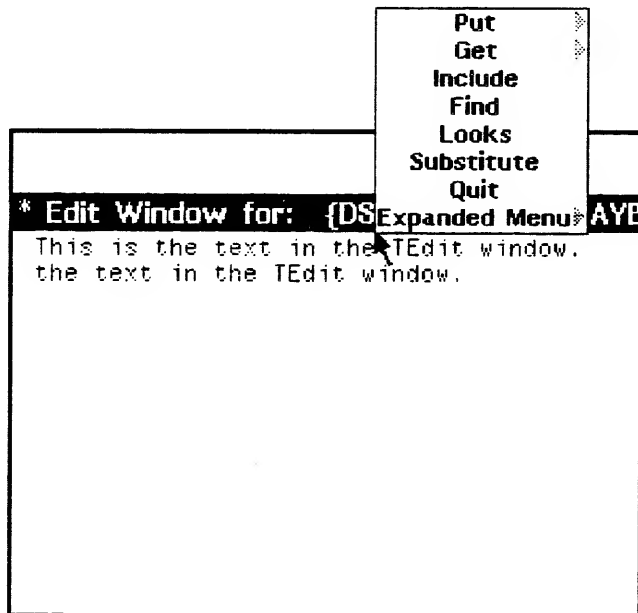 Put
Get
Include
Find
Looks
Substitute
Quit
Expanded Menu
* Edit Window for: {DS AYB
This is the text in the TEdit window.
the text in the TEdit window.